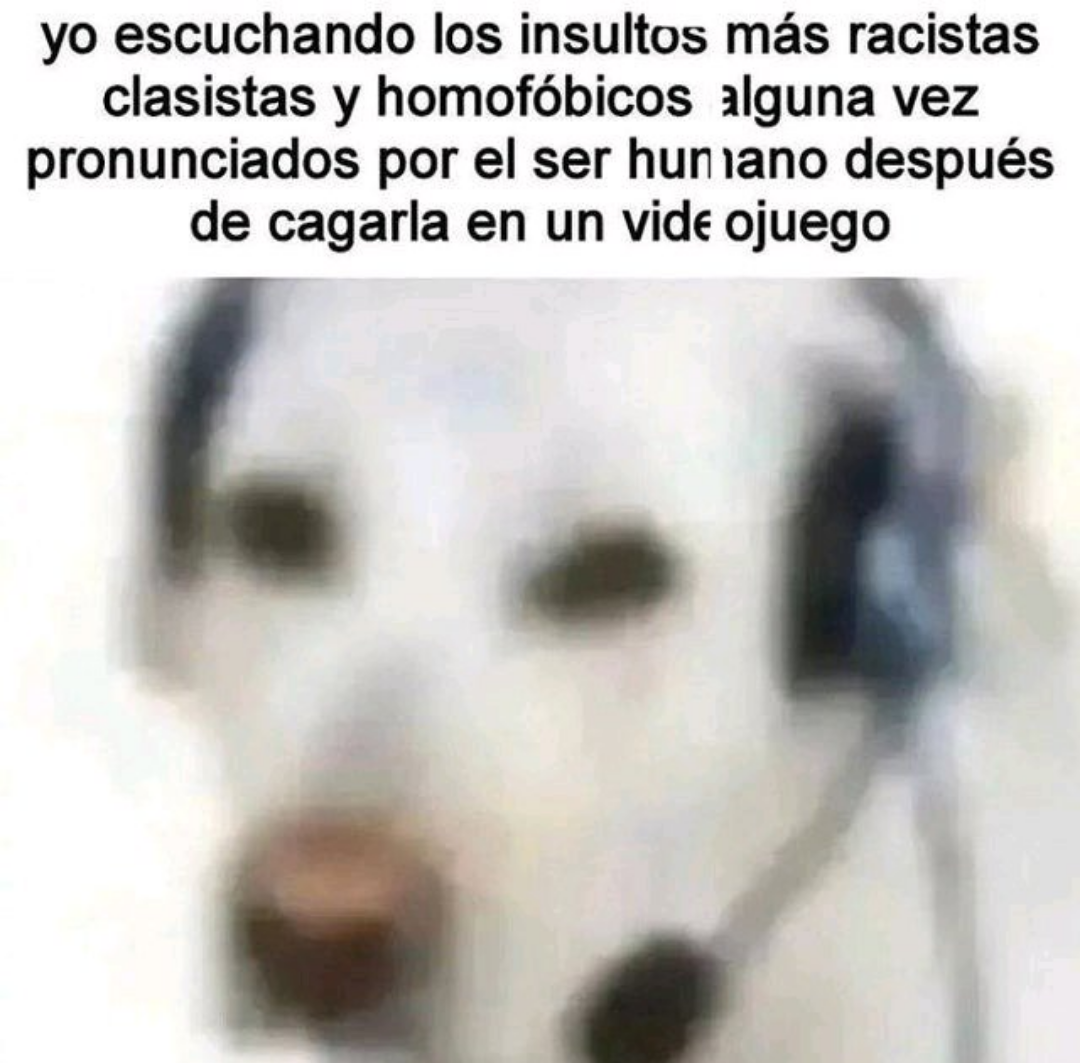 yo escuchando los insultos más racistas
clasistas y homofóbicos alguna vez
pronunciados por el ser humano después
de cagarla en un videojuego